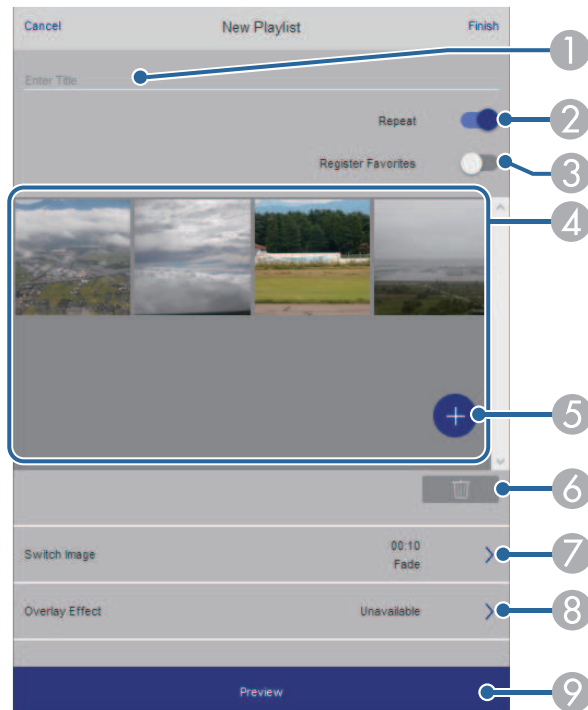 Cancel New Playlist Finish
Enter Title
1
Repeat
2
Register Favorites
3
4
5
6
Switch Image
00:10
Fade
7
Overlay Effect Unavailable
8
Preview
9